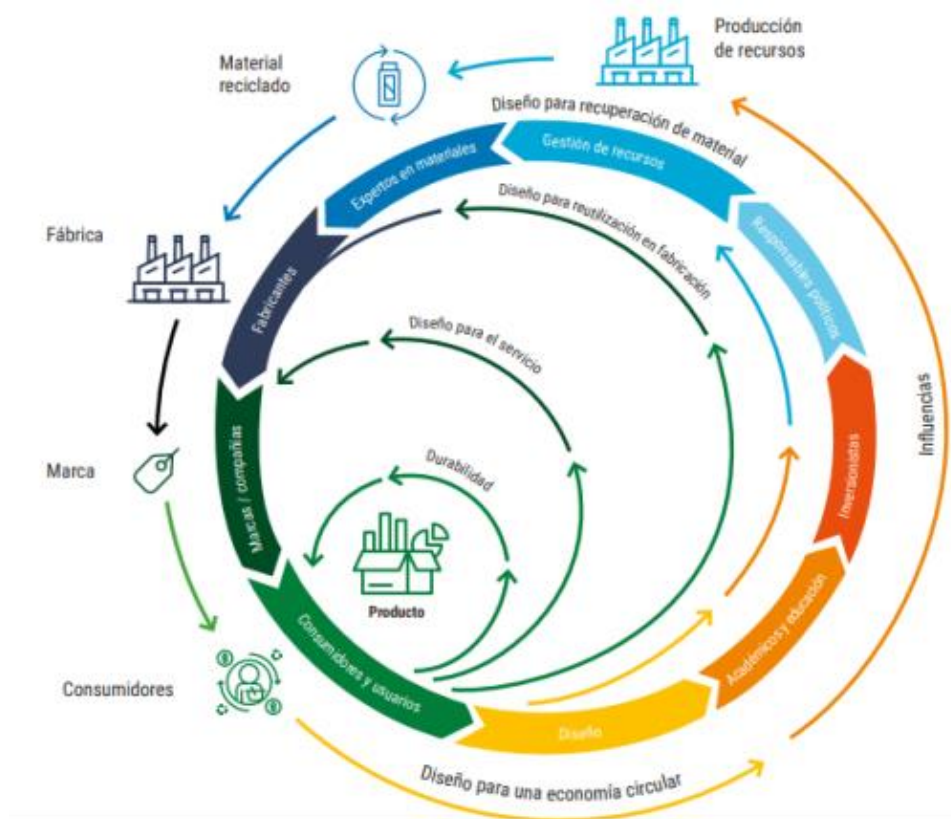 Producción
de recursos
Material
reciclado
Diseño para recuperación de material
Gestión de recursos
Expertos en materiales
Responsables políticos
Diseño para reutilización en fabricación
Fábrica
Fabricantes
Diseño para el servicio
Influencias
Marca
Marcas / compañías
Durabilidad
Inversionistas
Producto
Académicos y educación
Consumidores y usuarios
Consumidores
Diseño
Diseño para una economía circular